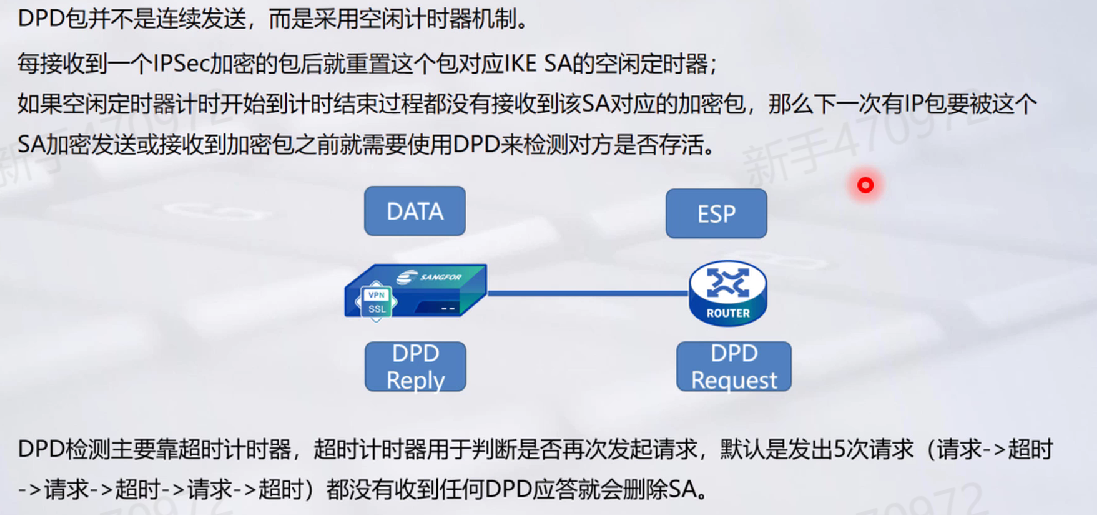 DPD包并不是连续发送，而是采用空闲计时器机制。
每接收到一个IPSec加密的包后就重置这个包对应IKE SA的空闲定时器；
如果空闲定时器计时开始到计时结束过程都没有接收到该SA对应的加密包，那么下一次有IP包要被这个
SA加密发送或接收到加密包之前就需要使用DPD来检测对方是否存活。
新手470972
新手470972
DATA
ESP
SANGFOR
VPN
SSL
ROUTER
DPD
Reply
DPD
Request
DPD检测主要靠超时计时器，超时计时器用于判断是否再次发起请求，默认是发出5次请求（请求->超时
->请求->超时->请求->超时）都没有收到任何DPD应答就会删除SA。